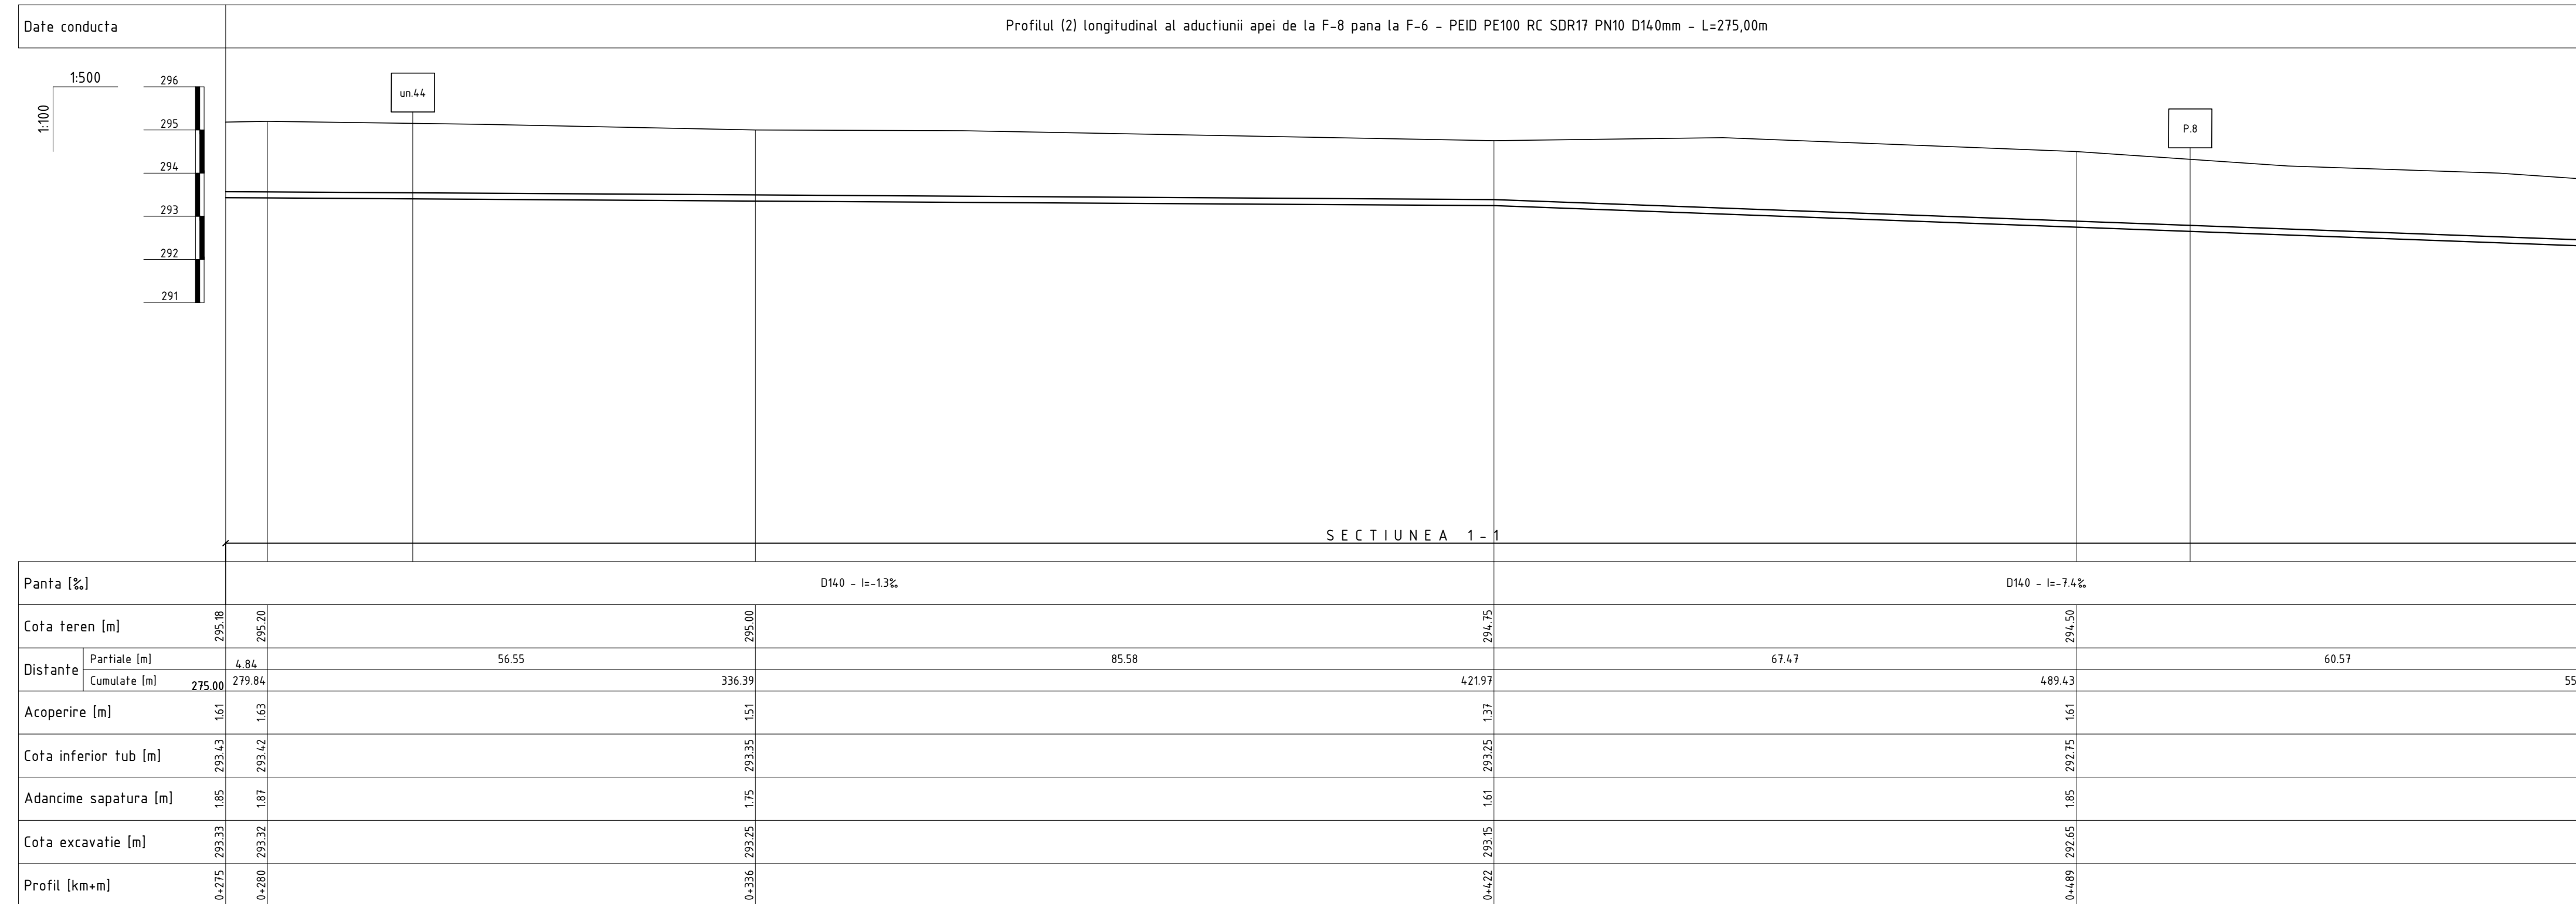 Date conducta
Profilul (2) longitudinal al aductiunii apei de la F-8 pana la F-6 - PEID PE100 RC SDR17 PN10 D140mm - L=275,00m
1:500
1:100
296
295
294
293
292
291
un.44
P.8
SECTIUNEA 1-1
Panta [‰] D140 - I=-1.3‰ D140 - I=-7.4‰
Cota teren [m] 295.18 295.20 295.00 294.75 294.50
Distante
Partiale [m] 4.84 56.55 85.58 67.47 60.57
Cumulate [m] 275.00 279.84 336.39 421.97 489.43 55
Acoperire [m] 1.61 1.63 1.51 1.37 1.61
Cota inferior tub [m] 293.43 293.42 293.35 293.25 292.75
Adancime sapatura [m] 1.85 1.87 1.75 1.61 1.85
Cota excavatie [m] 293.33 293.32 293.25 293.15 292.65
Profil [km+m] 0+275 0+280 0+336 0+422 0+489